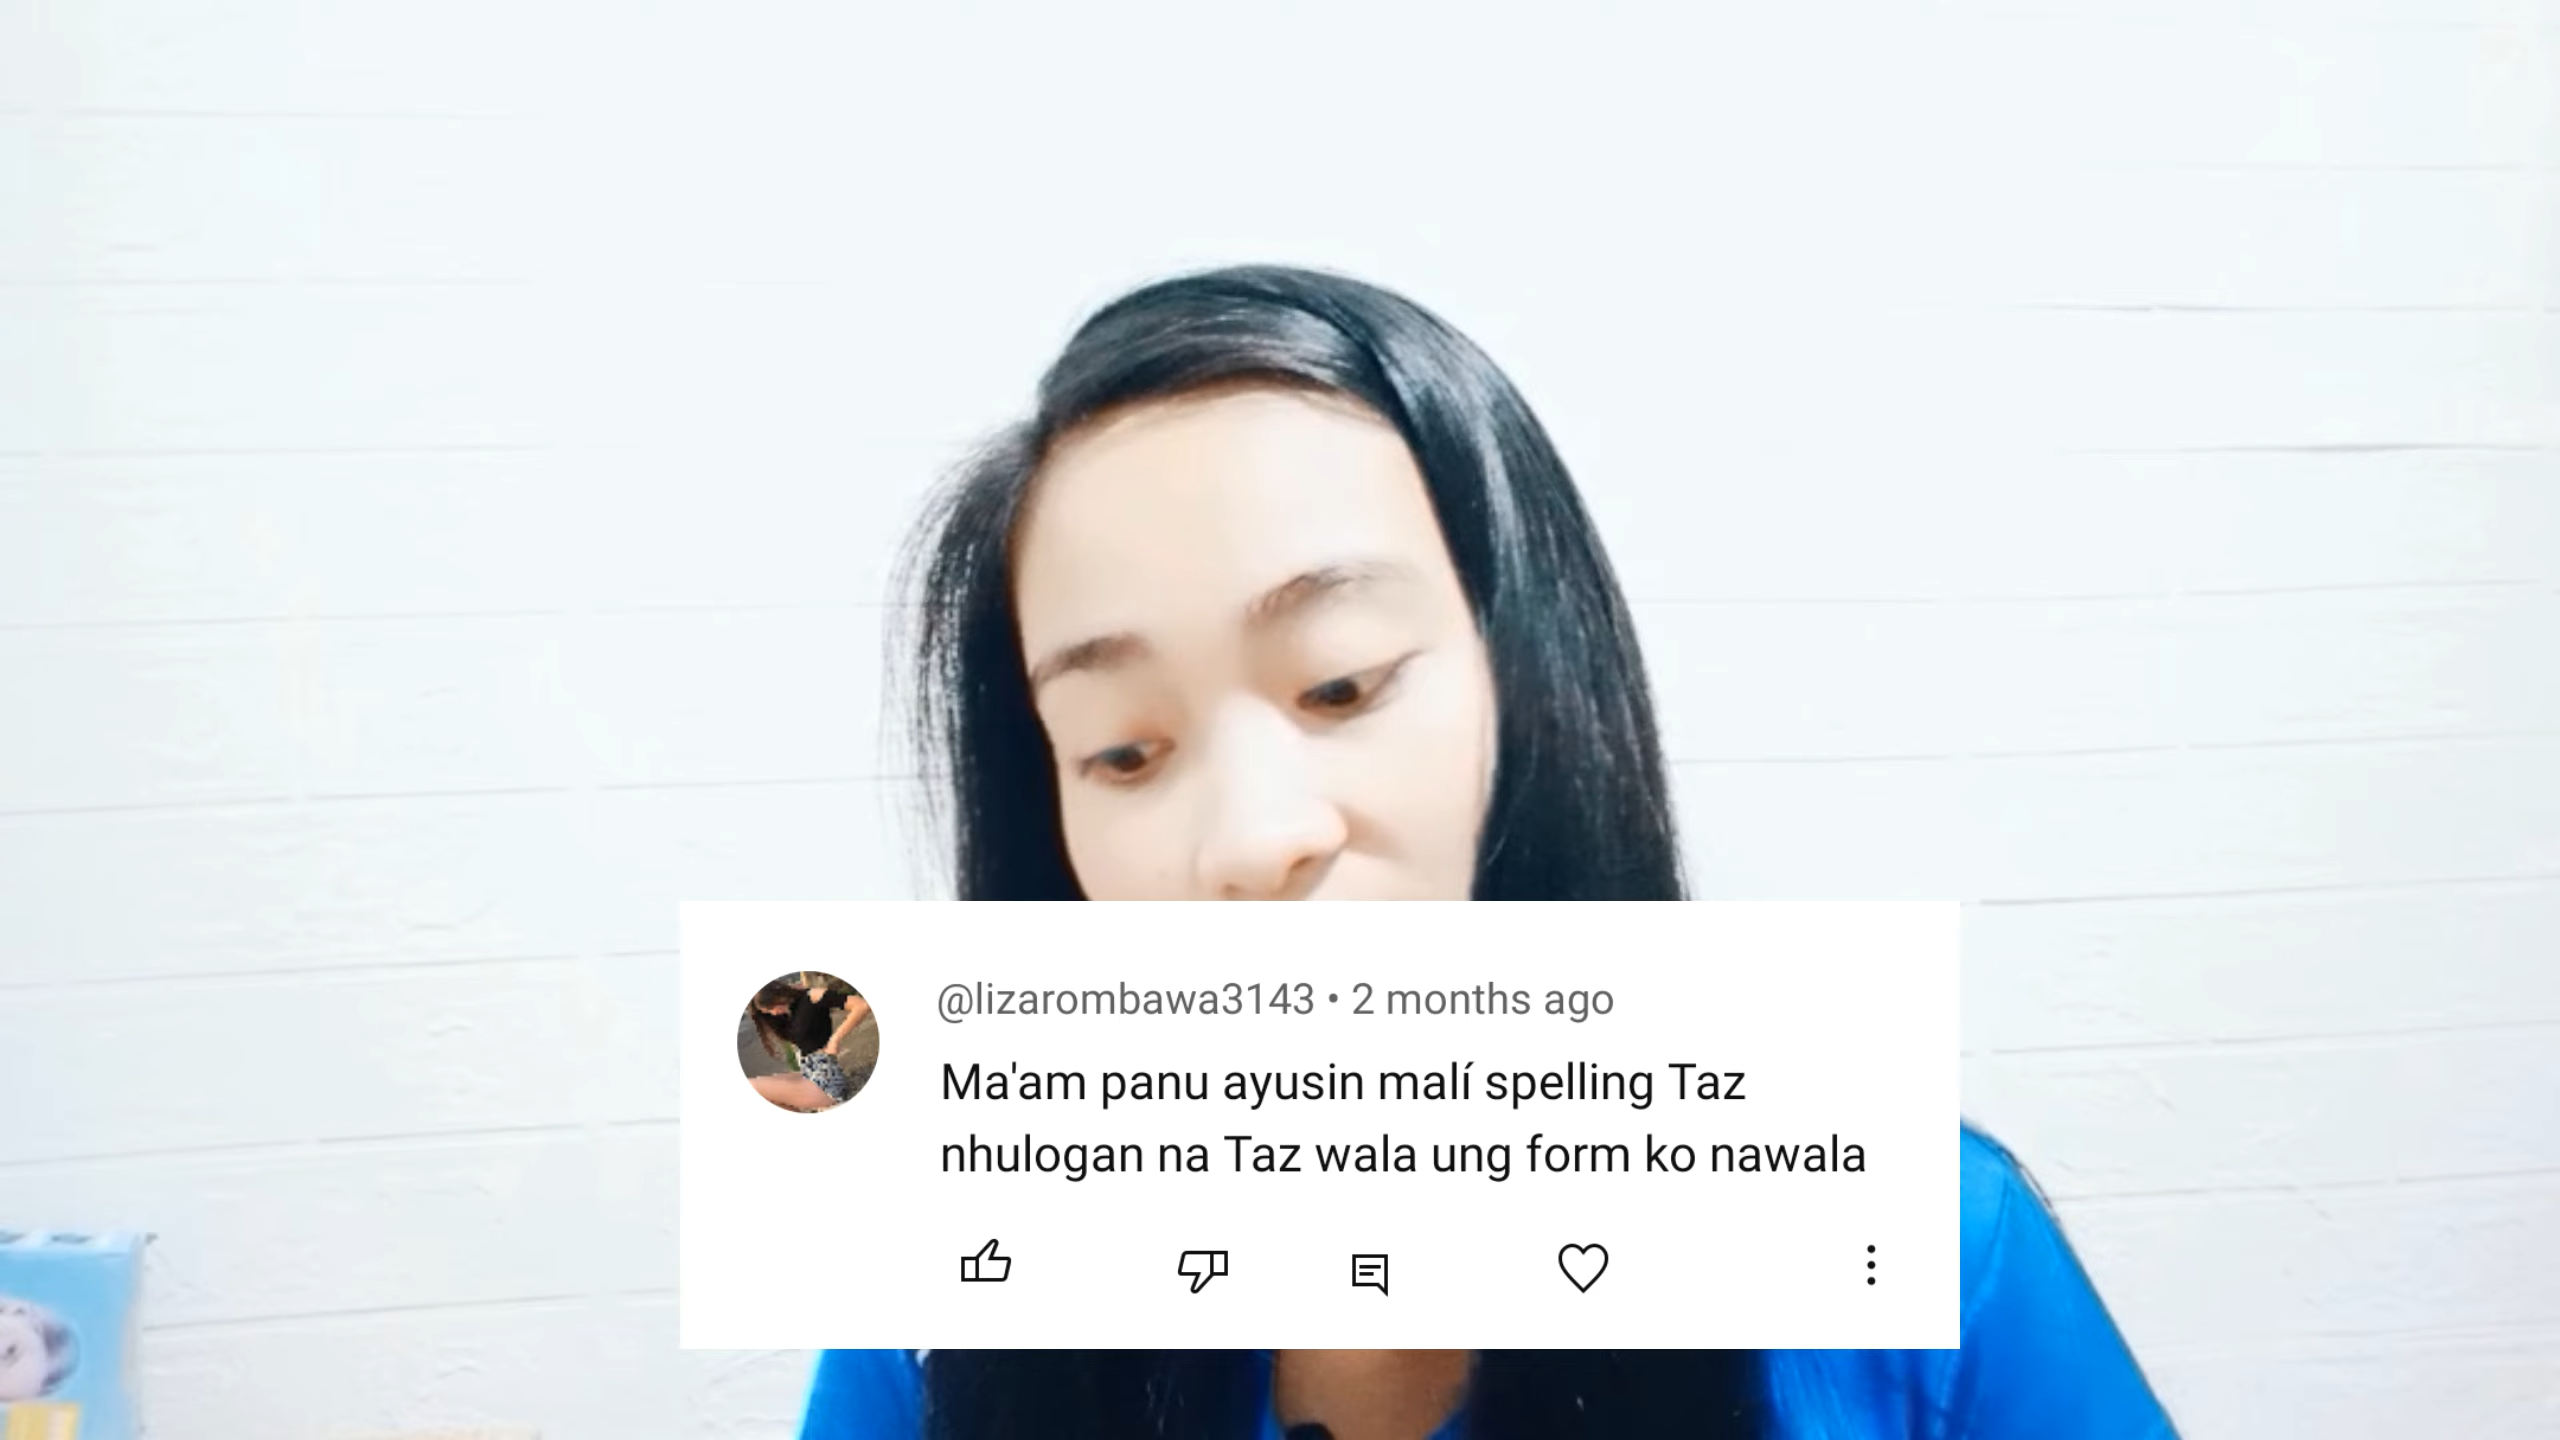 @lizarombawa3143 • 2 months ago
Ma'am panu ayusin malí spelling Taz
nhulogan na Taz wala ung form ko nawala